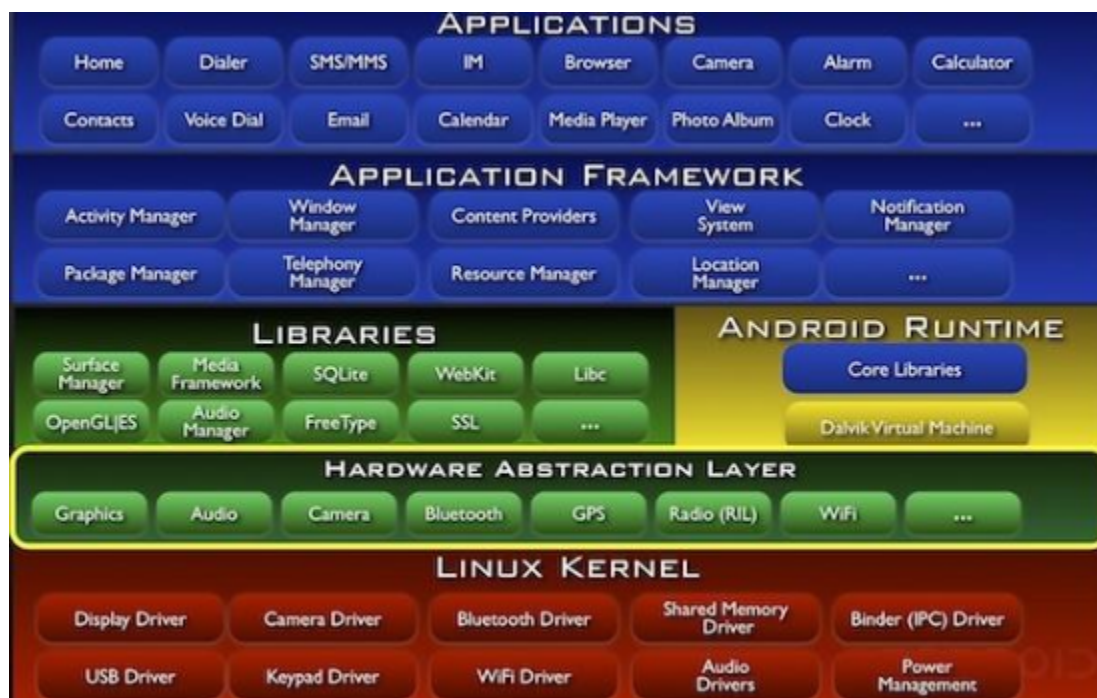 APPLICATIONS
Home Dialer SMS/MMS IM Browser Camera Alarm Calculator
Contacts Voice Dial Email Calendar Media Player Photo Album Clock ...
APPLICATION FRAMEWORK
Activity Manager Window Manager Content Providers View System Notification Manager
Package Manager Telephony Manager Resource Manager Location Manager ...
LIBRARIES
Surface Manager Media Framework SQLite WebKit Libc
OpenGL|ES Audio Manager FreeType SSL ...
ANDROID RUNTIME
Core Libraries
Dalvik Virtual Machine
HARDWARE ABSTRACTION LAYER
Graphics Audio Camera Bluetooth GPS Radio (RIL) WiFi ...
LINUX KERNEL
Display Driver Camera Driver Bluetooth Driver Shared Memory Driver Binder (IPC) Driver
USB Driver Keypad Driver WiFi Driver Audio Drivers Power Management